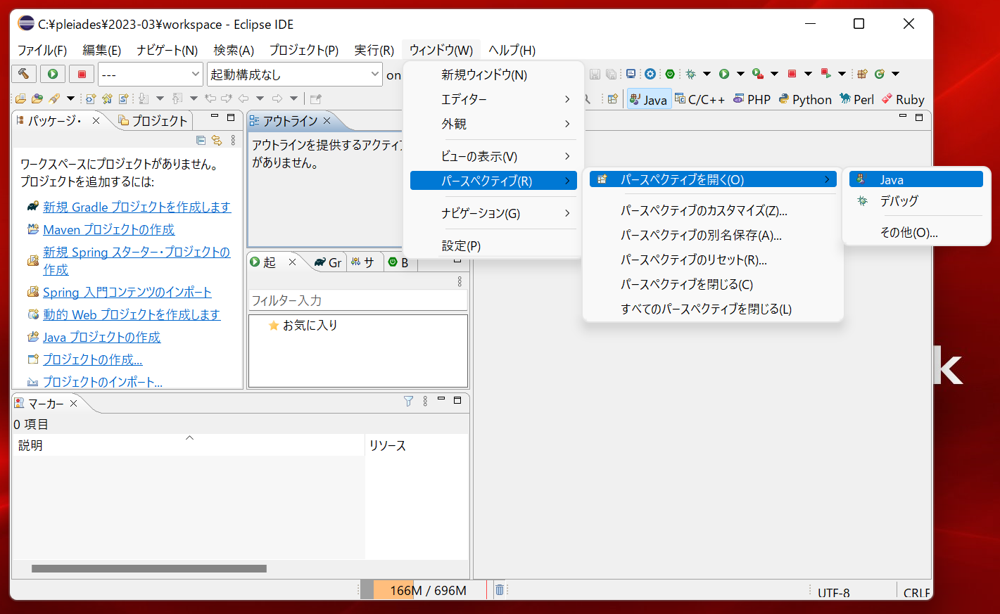 C:¥pleiades¥2023-03¥workspace - Eclipse IDE
ファイル(F) 編集(E) ナビゲート(N) 検索(A) プロジェクト(P) 実行(R) ウィンドウ(W) ヘルプ(H)
--- 起動構成なし on
新規ウィンドウ(N)
エディター
外観
ビューの表示(V)
パースペクティブ(R)
ナビゲーション(G)
設定(P)
パースペクティブを開く(O)
パースペクティブのカスタマイズ(Z)...
パースペクティブの別名保存(A)...
パースペクティブのリセット(R)...
パースペクティブを閉じる(C)
すべてのパースペクティブを閉じる(L)
Java
デバッグ
その他(O)...
Java C/C++ PHP Python Perl Ruby
パッケージ・ プロジェクト
ワークスペースにプロジェクトがありません。
プロジェクトを追加するには:
新規 Gradle プロジェクトを作成します
Maven プロジェクトの作成
新規 Spring スターター・プロジェクトの
作成
Spring 入門コンテンツのインポート
動的 Web プロジェクトを作成します
Java プロジェクトの作成
プロジェクトの作成...
プロジェクトのインポート...
アウトライン
アウトラインを提供するアクティ
がありません。
起 Gr サ B
フィルター入力
お気に入り
マーカー
0 項目
説明 リソース
166M / 696M
UTF-8 CRLF
k